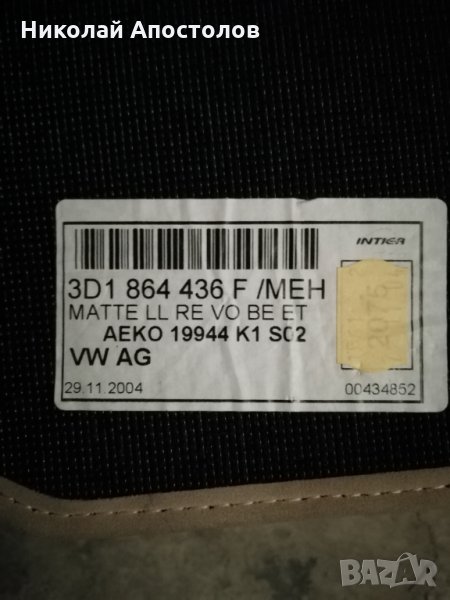 Николай Апостолов
INTIER
3D1 864 436 F /MEH
MATTE LL RE VO BE ET
AEKO 19944 K1 S02
VW AG
29.11.2004
00434852
BAZAR